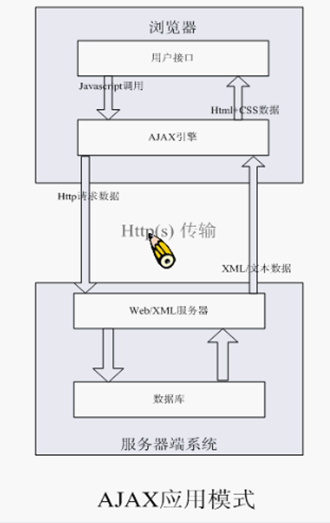 浏览器
用户接口
Javascript调用
Html+CSS数据
AJAX引擎
Http请求数据
Http(s) 传输
XML/文本数据
Web/XML服务器
数据库
服务器端系统
AJAX应用模式